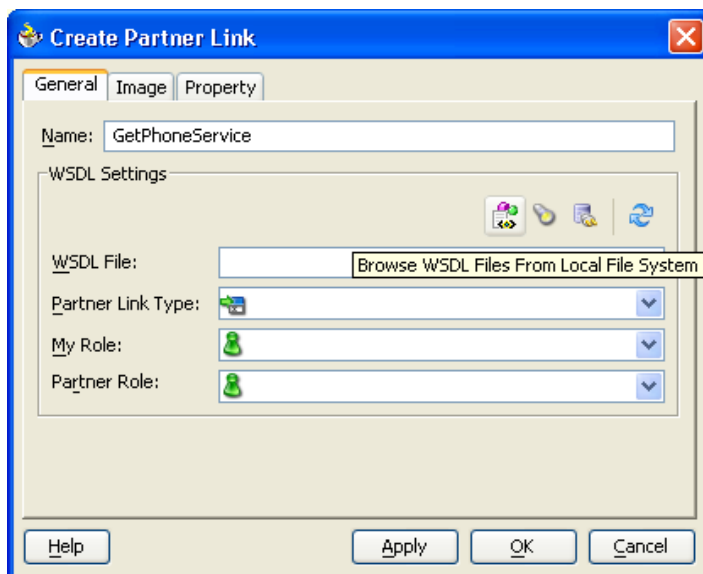 Create Partner Link
General Image Property
Name: GetPhoneService
WSDL Settings
WSDL File:
Browse WSDL Files From Local File System
Partner Link Type:
My Role:
Partner Role:
Help Apply OK Cancel